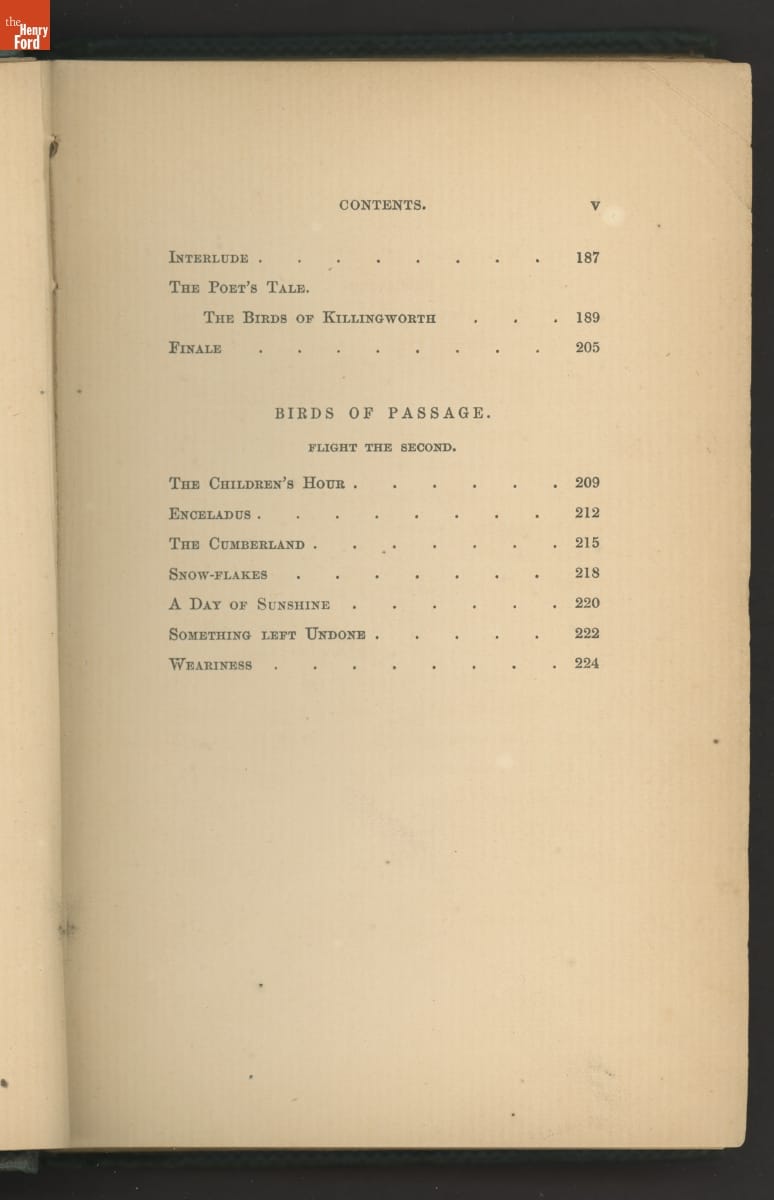 the
Henry
Ford
CONTENTS. v
INTERLUDE . . . . . . . . 187
THE POET'S TALE.
THE BIRDS OF KILLINGWORTH . . . 189
FINALE . . . . . . . . 205
BIRDS OF PASSAGE.
FLIGHT THE SECOND.
THE CHILDREN'S HOUR . . . . . . 209
ENCELADUS . . . . . . . . 212
THE CUMBERLAND . . . . . . . 215
SNOW-FLAKES . . . . . . . 218
A DAY OF SUNSHINE . . . . . . 220
SOMETHING LEFT UNDONE . . . . . 222
WEARINESS . . . . . . . . 224